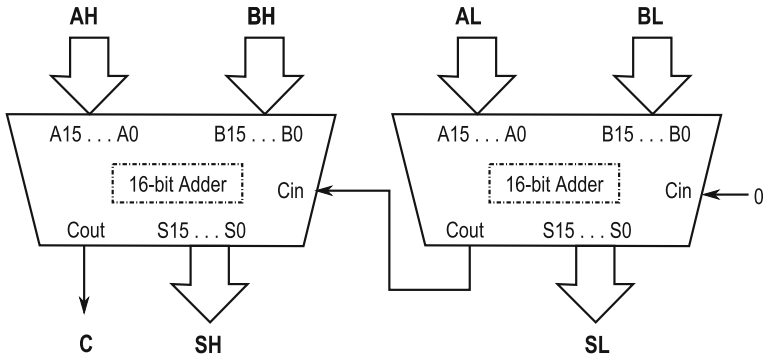 AH BH AL BL
A15 . . . A0 B15 . . . B0 A15 . . . A0 B15 . . . B0
16-bit Adder Cin 16-bit Adder Cin 0
Cout S15 . . . S0 Cout S15 . . . S0
C SH SL